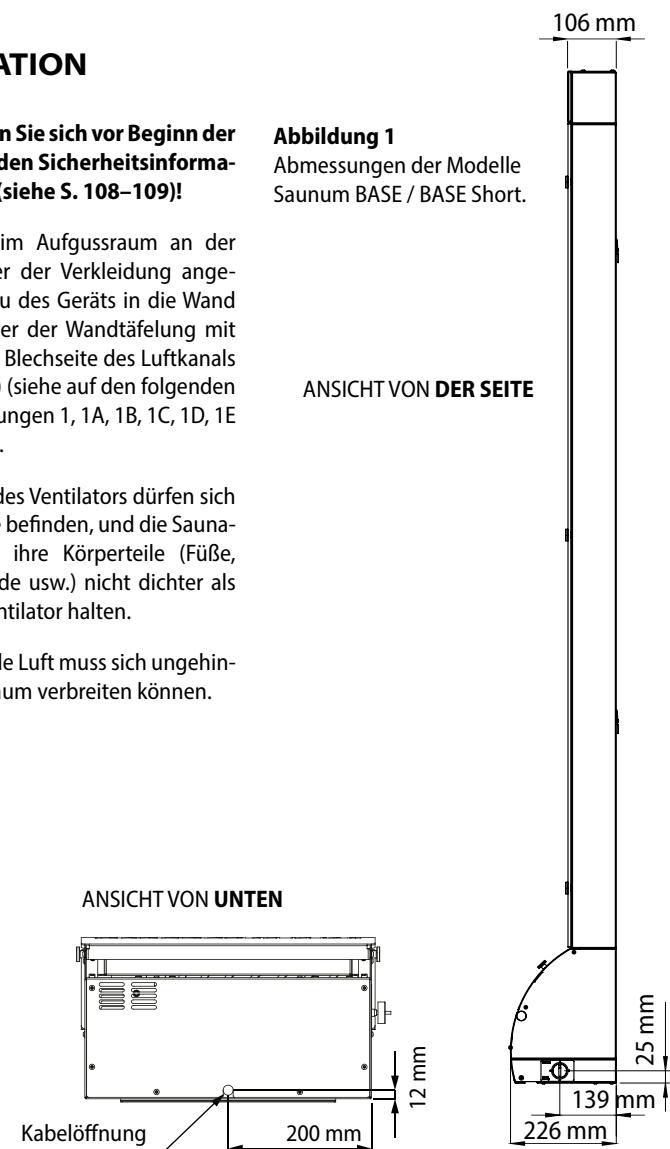 ATION
n Sie sich vor Beginn der
den Sicherheitsinforma-
(siehe S. 108–109)!
im Aufgussraum an der
er der Verkleidung ange-
u des Geräts in die Wand
er der Wandtäfelung mit
Blechseite des Luftkanals
) (siehe auf den folgenden
ungen 1, 1A, 1B, 1C, 1D, 1E
.
des Ventilators dürfen sich
e befinden, und die Sauna-
ihre Körperteile (Füße,
de usw.) nicht dichter als
ntilator halten.
le Luft muss sich ungehin-
num verbreiten können.
Abbildung 1
Abmessungen der Modelle
Saunum BASE / BASE Short.
106 mm
ANSICHT VON DER SEITE
ANSICHT VON UNTEN
Kabelöffnung
200 mm
12 mm
25 mm
139 mm
226 mm